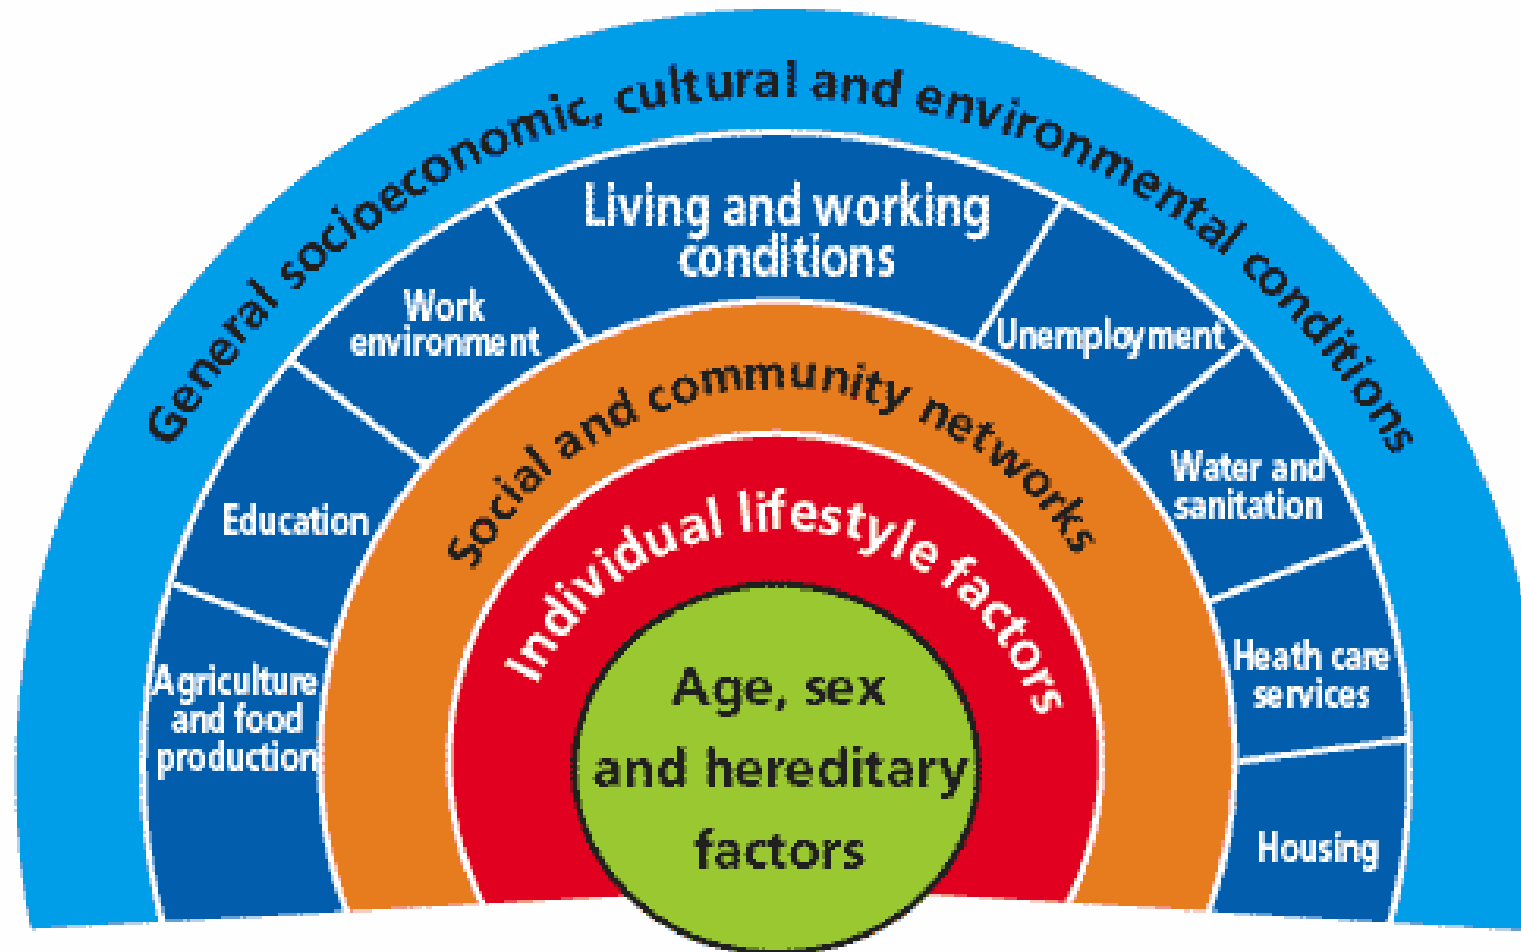 General socioeconomic, cultural and environmental conditions
Living and working
conditions
Work
environment
Unemployment
Education
Water and
sanitation
Agriculture
and food
production
Heath care
services
Housing
Social and community networks
Individual lifestyle factors
Age, sex
and hereditary
factors